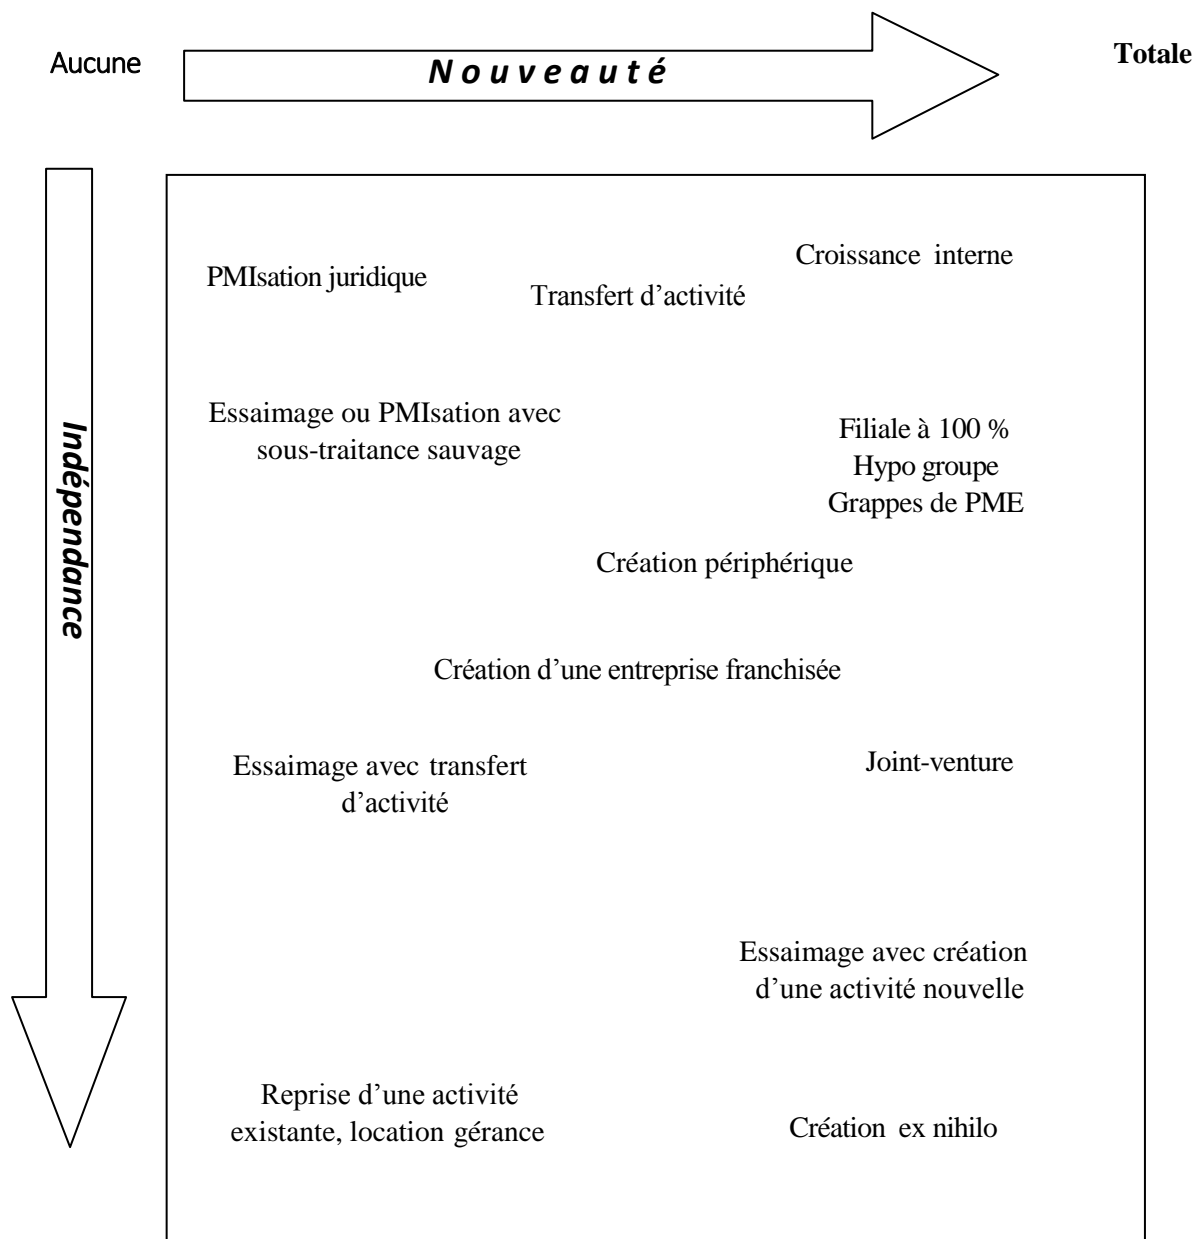 Aucune
Nouveauté
Totale
Indépendance
PMIsation juridique
Transfert d’activité
Croissance interne
Essaimage ou PMIsation avec
sous-traitance sauvage
Filiale à 100 %
Hypo groupe
Grappes de PME
Création périphérique
Création d’une entreprise franchisée
Essaimage avec transfert
d’activité
Joint-venture
Essaimage avec création
d’une activité nouvelle
Reprise d’une activité
existante, location gérance
Création ex nihilo